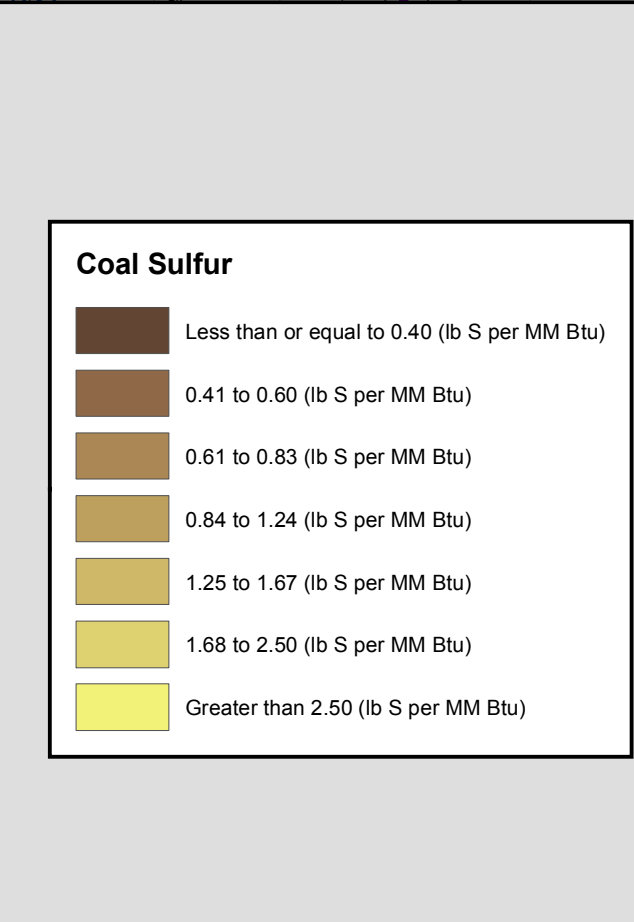 Coal Sulfur
Less than or equal to 0.40 (lb S per MM Btu)
0.41 to 0.60 (lb S per MM Btu)
0.61 to 0.83 (lb S per MM Btu)
0.84 to 1.24 (lb S per MM Btu)
1.25 to 1.67 (lb S per MM Btu)
1.68 to 2.50 (lb S per MM Btu)
Greater than 2.50 (lb S per MM Btu)